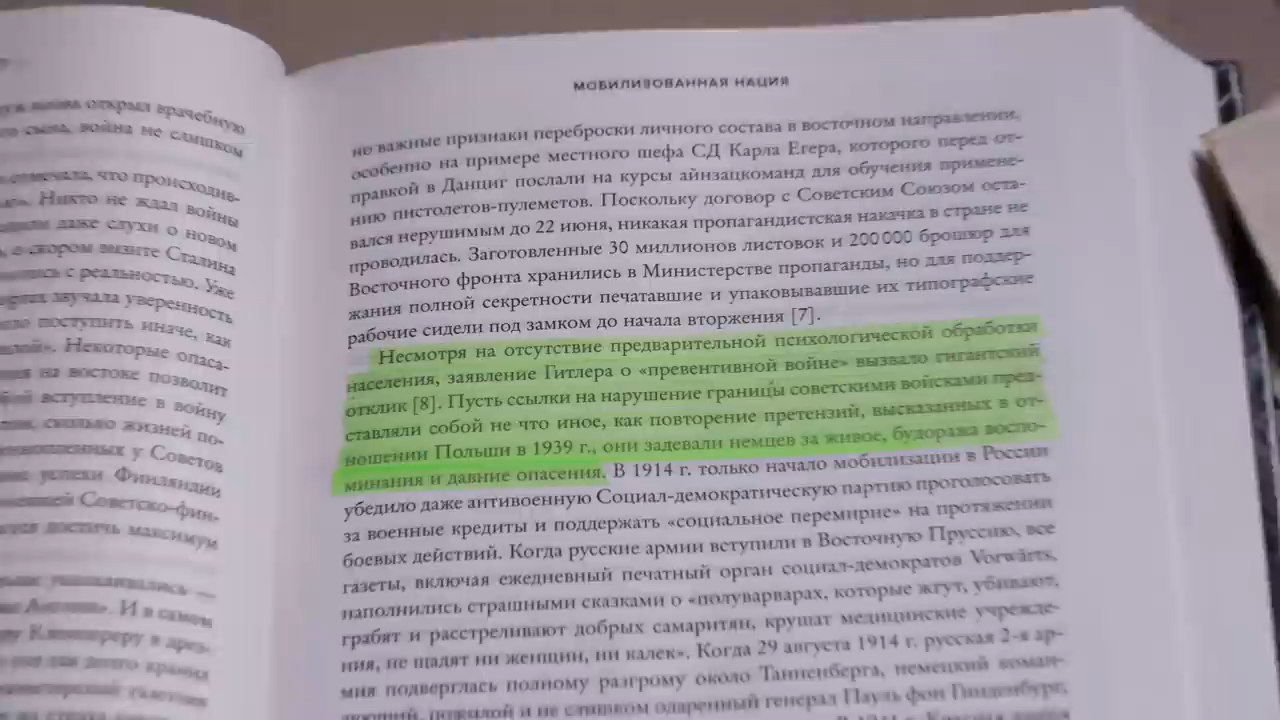 врачебную
война не слишком
что происходи-
Никто не ждал войны
даже слухи о новом
о скором визите Сталина
с реальностью. Уже
звучала уверенность
поступить иначе, как
Некоторые опаса-
на востоке позволит
вступление в войну
сколько жизней по-
у Советов
успехи Финляндии
Советско-фин-
достичь максимум
И в самом
МОБИЛИЗОВАННАЯ НАЦИЯ
но важные признаки переброски личного состава в восточном направлении,
особенно на примере местного шефа СД Карла Егера, которого перед от-
правкой в Данциг послали на курсы айнзацкоманд для обучения примене-
нию пистолетов-пулеметов. Поскольку договор с Советским Союзом оста-
вался нерушимым до 22 июня, никакая пропагандистская накачка в стране не
проводилась. Заготовленные 30 миллионов листовок и 200 000 брошюр для
Восточного фронта хранились в Министерстве пропаганды, но для поддер-
жания полной секретности печатавшие и упаковывавшие их типографские
рабочие сидели под замком до начала вторжения [7].
Несмотря на отсутствие предварительной психологической обработки
населения, заявление Гитлера о «превентивной войне» вызвало гигантский
отклик [8]. Пусть ссылки на нарушение границы советскими войсками пред-
ставляли собой не что иное, как повторение претензий, высказанных в от-
ношении Польши в 1939 г., они задевали немцев за живое, будоража воспо-
минания и давние опасения. В 1914 г. только начало мобилизации в России
убедило даже антивоенную Социал-демократическую партию проголосовать
за военные кредиты и поддержать «социальное перемирие» на протяжении
боевых действий. Когда русские армии вступили в Восточную Пруссию, все
газеты, включая ежедневный печатный орган социал-демократов Vorwärts,
наполнились страшными сказками о «полуварварах, которые жгут, убивают,
грабят и расстреливают добрых самаритян, крушат медицинские учрежде-
ния, не щадят ни женщин, ни калек». Когда 29 августа 1914 г. русская 2-я ар-
мия подверглась полному разгрому около Танненберга, немецкий коман-
дующий, пожилой и не слишком одаренный генерал Пауль фон Гинденбург,